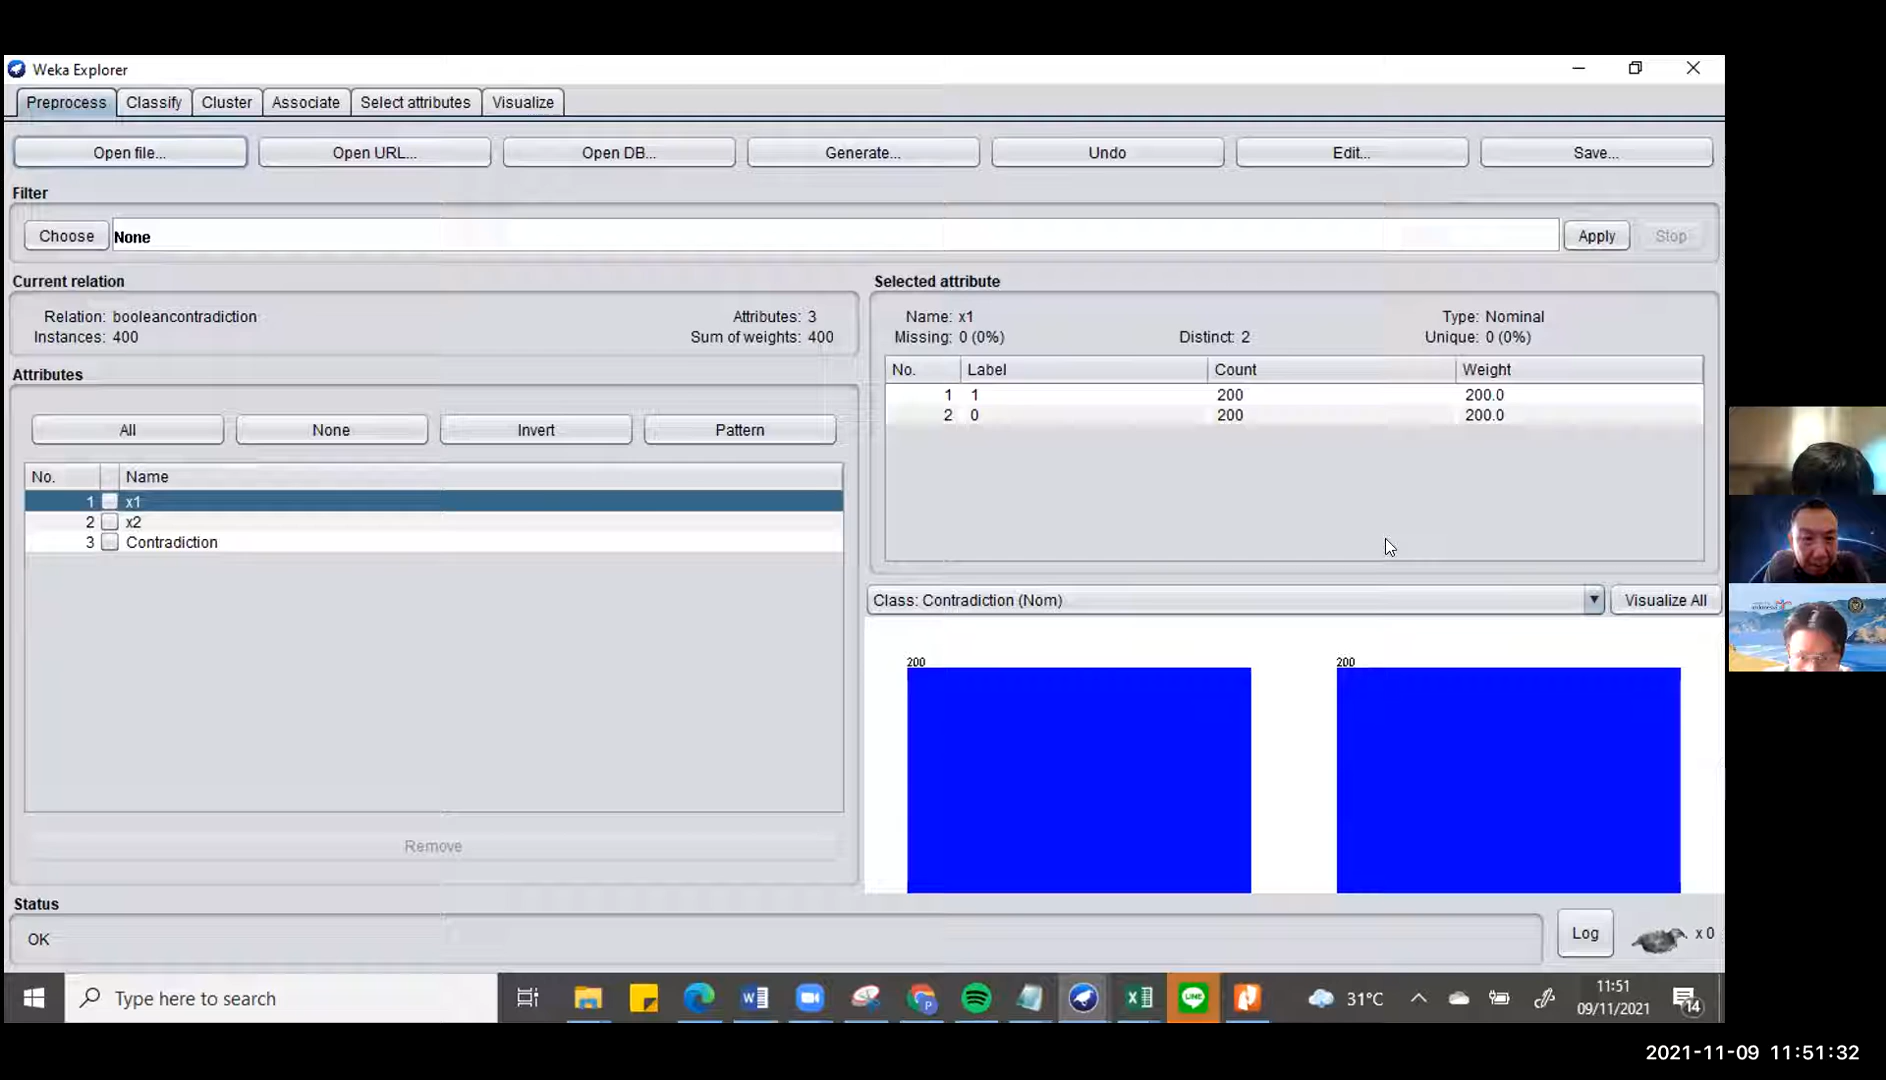 Weka Explorer
Preprocess Classify Cluster Associate Select attributes Visualize
Open file... Open URL... Open DB... Generate... Undo Edit... Save...
Filter
Choose None Apply Stop
Current relation
Relation: booleancontradiction Attributes: 3
Instances: 400 Sum of weights: 400
Selected attribute
Name: x1 Type: Nominal
Missing: 0 (0%) Distinct: 2 Unique: 0 (0%)
No. Label Count Weight
1 1 200 200.0
2 0 200 200.0
Attributes
All None Invert Pattern
No. Name
1 x1
2 x2
3 Contradiction
Remove
Class: Contradiction (Nom) Visualize All
200 200
Status
OK
Log x 0
Type here to search
LINE
31°C
11:51
09/11/2021
14
2021-11-09 11:51:32